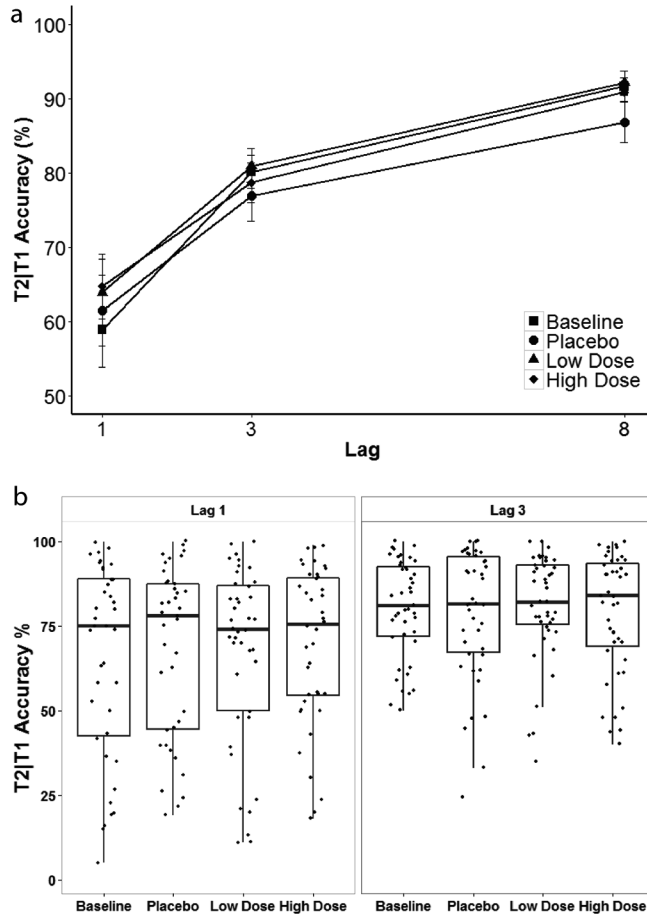 a
100
90
80
70
60
50
T2|T1 Accuracy (%)
Baseline
Placebo
Low Dose
High Dose
1 3 8
Lag
b
Lag 1 Lag 3
100
75
50
25
0
T2|T1 Accuracy %
Baseline Placebo Low Dose High Dose Baseline Placebo Low Dose High Dose